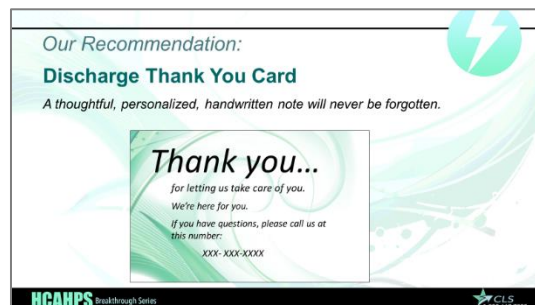 Our Recommendation:
Discharge Thank You Card
A thoughtful, personalized, handwritten note will never be forgotten.
Thank you...
for letting us take care of you.
We're here for you.
If you have questions, please call us at
this number:
XXX- XXX-XXXX
HCAHPS Breakthrough Series
CLS